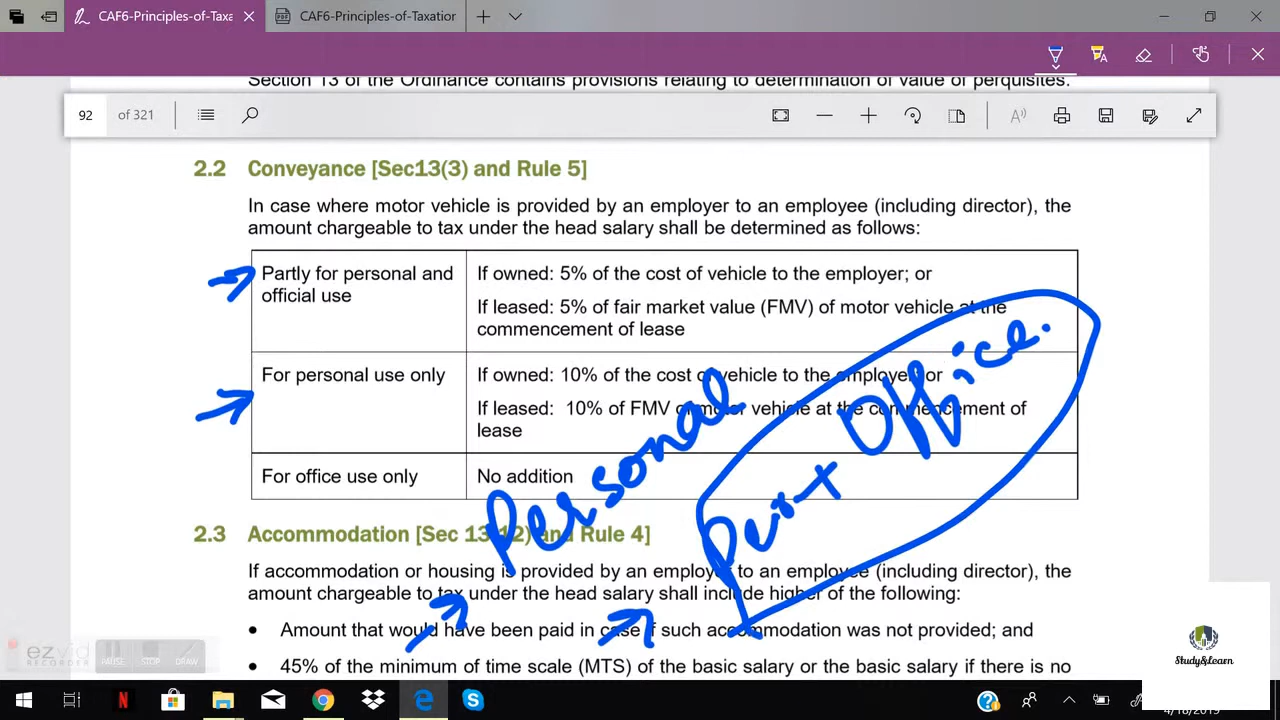 CAF6-Principles-of-Taxa
CAF6-Principles-of-Taxation
Section 13 of the Ordinance contains provisions relating to determination of value of perquisites.
92 of 321
2.2 Conveyance [Sec13(3) and Rule 5]
In case where motor vehicle is provided by an employer to an employee (including director), the
amount chargeable to tax under the head salary shall be determined as follows:
Partly for personal and
official use
If owned: 5% of the cost of vehicle to the employer; or
If leased: 5% of fair market value (FMV) of motor vehicle at the
commencement of lease
For personal use only
If owned: 10% of the cost of vehicle to the employer or
If leased: 10% of FMV of motor vehicle at the commencement of
lease
For office use only
No addition
Personal
Per + Office.
2.3 Accommodation [Sec 13(12) and Rule 4]
If accommodation or housing is provided by an employer to an employee (including director), the
amount chargeable to tax under the head salary shall include higher of the following:
• Amount that would have been paid in case if such accommodation was not provided; and
• 45% of the minimum of time scale (MTS) of the basic salary or the basic salary if there is no
ezvid
RECORDER
PAUSE STOP DRAW
Study&Learn
4/18/2019